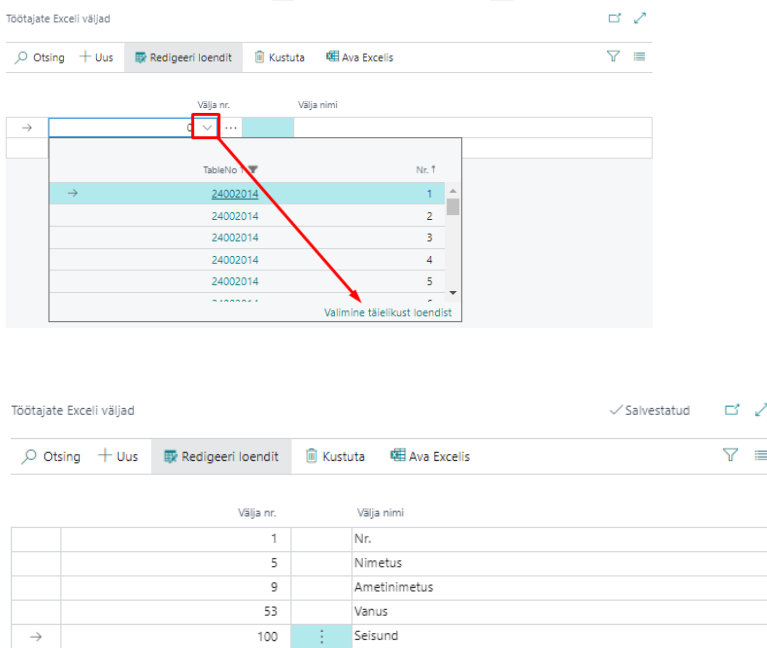 Töötajate Exceli väljad
Otsing Uus Redigeeri loendit Kustuta Ava Excelis
Välja nr. Välja nimi
0
TableNo Nr.
24002014 1
24002014 2
24002014 3
24002014 4
24002014 5
Valimine täielikust loendist
Töötajate Exceli väljad Salvestatud
Otsing Uus Redigeeri loendit Kustuta Ava Excelis
Välja nr. Välja nimi
1 Nr.
5 Nimetus
9 Ametinimetus
53 Vanus
100 Seisund